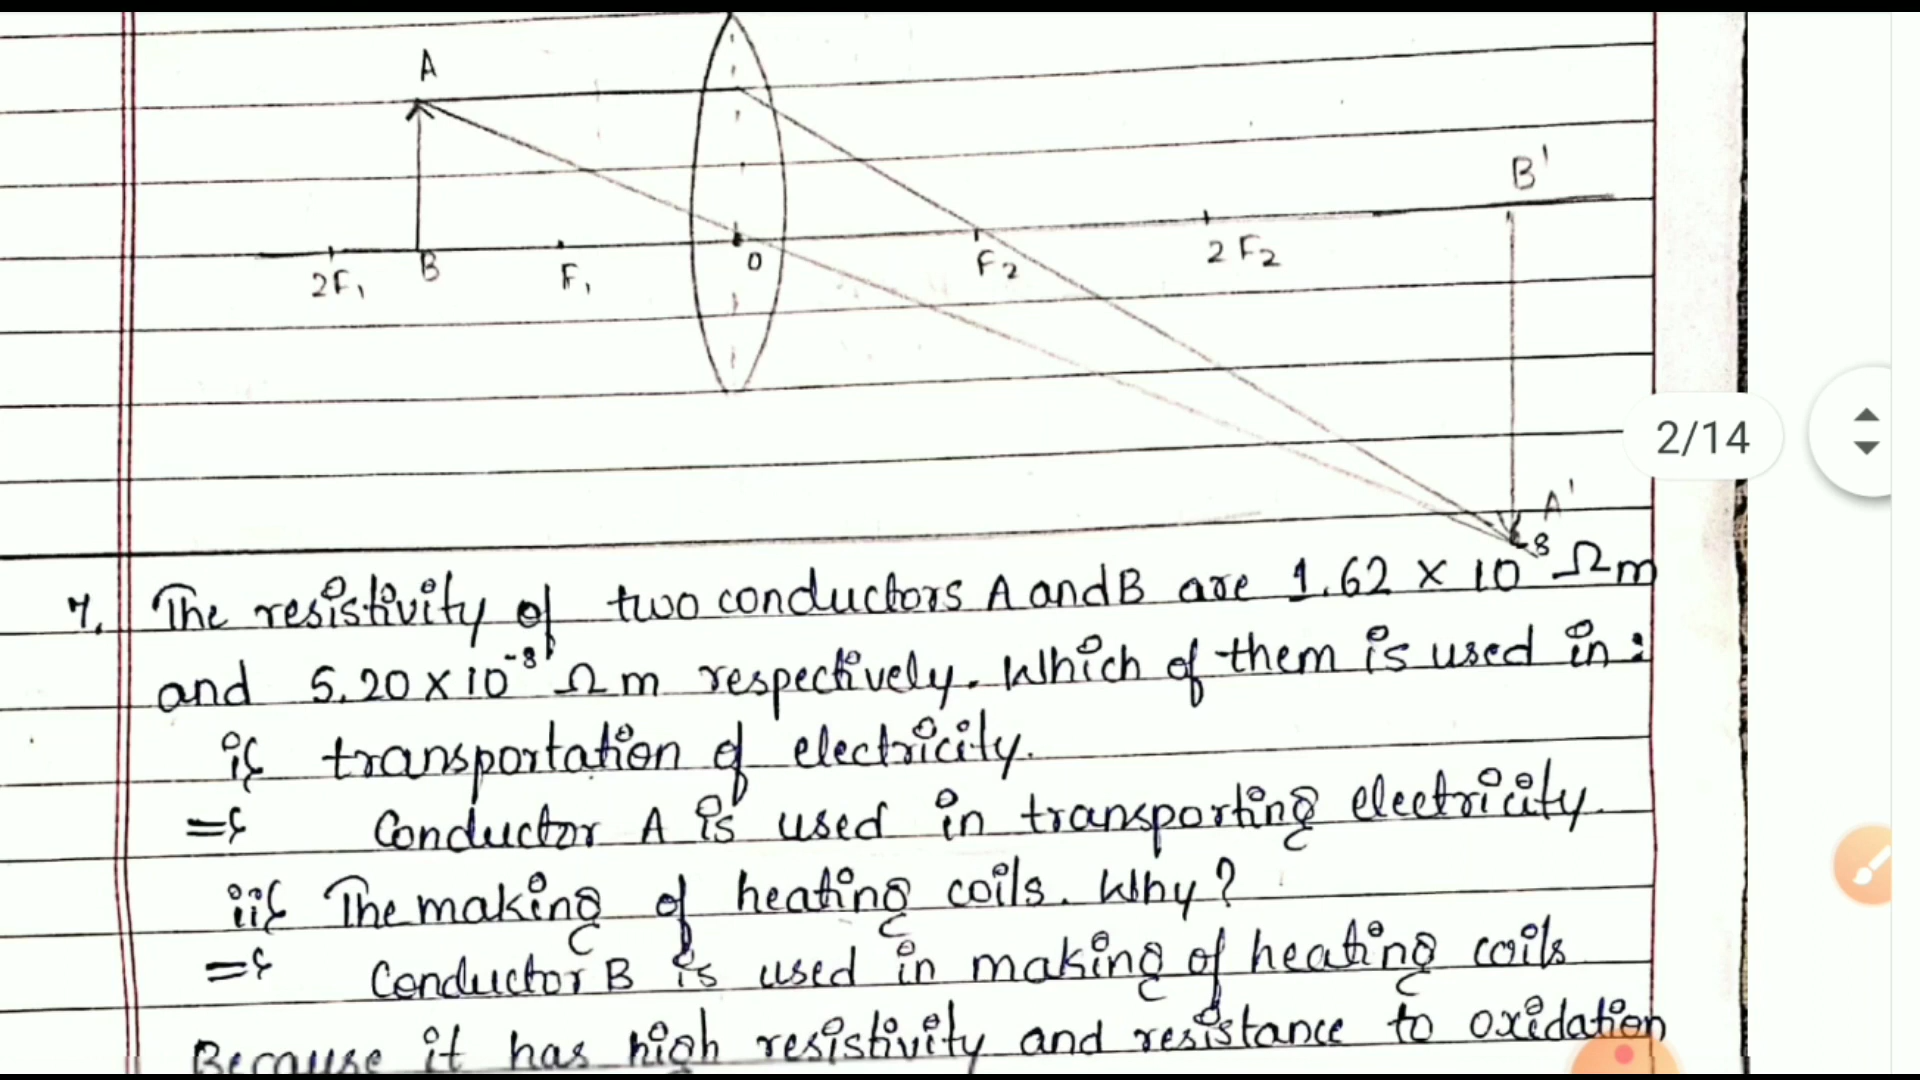 A
B'
2F₁ B F₁ O F₂ 2F₂
A'
2/14
7. The resistivity of two conductors A and B are 1.62 × 10⁻⁸ Ωm
and 5.20 × 10⁻⁸ Ωm respectively. Which of them is used in:
i{ transportation of electricity.
={ Conductor A is used in transporting electricity.
ii{ The making of heating coils. Why?
={ Conductor B is used in making of heating coils
Because it has high resistivity and resistance to oxidation